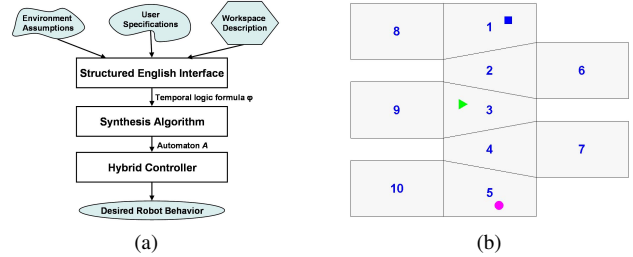 Environment
Assumptions
User
Specifications
Workspace
Description
Structured English Interface
Temporal logic formula φ
Synthesis Algorithm
Automaton A
Hybrid Controller
Desired Robot Behavior
(a)
8
1
2
6
9
3
4
7
10
5
(b)